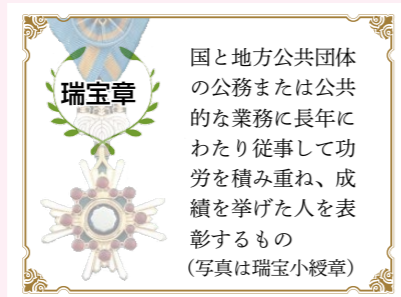 瑞宝章
国と地方公共団体
の公務または公共
的な業務に長年に
わたり従事して功
労を積み重ね、成
績を挙げた人を表
彰するもの
（写真は瑞宝小綬章）